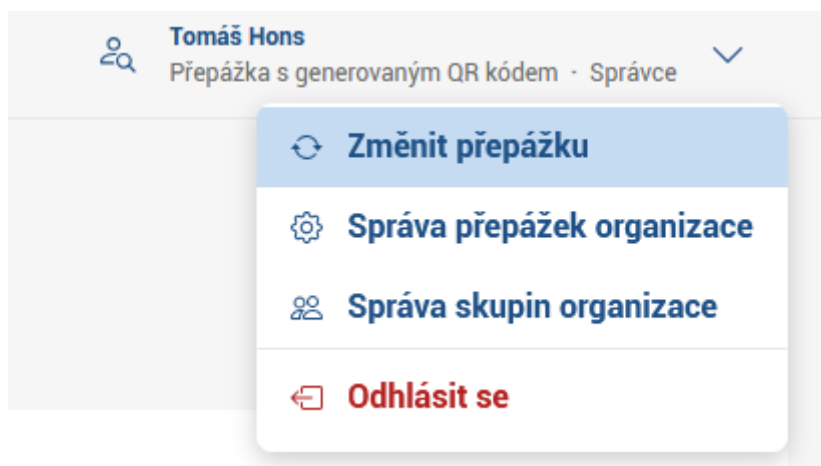 Tomáš Hons
Přepážka s generovaným QR kódem · Správce
Změnit přepážku
Správa přepážek organizace
Správa skupin organizace
Odhlásit se